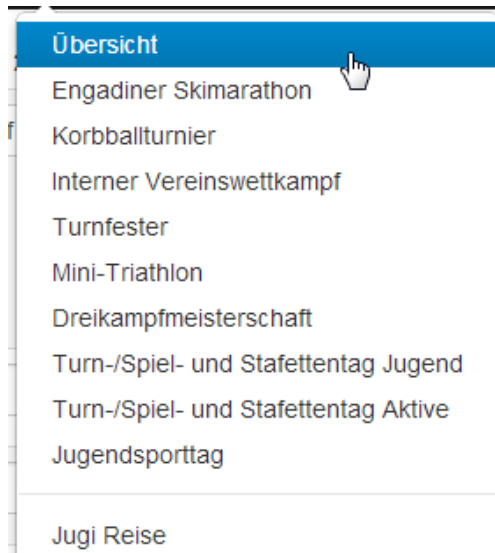 Übersicht
Engadiner Skimarathon
Korbballturnier
Interner Vereinswettkampf
Turnfester
Mini-Triathlon
Dreikampfmeisterschaft
Turn-/Spiel- und Stafettentag Jugend
Turn-/Spiel- und Stafettentag Aktive
Jugendsporttag
Jugi Reise